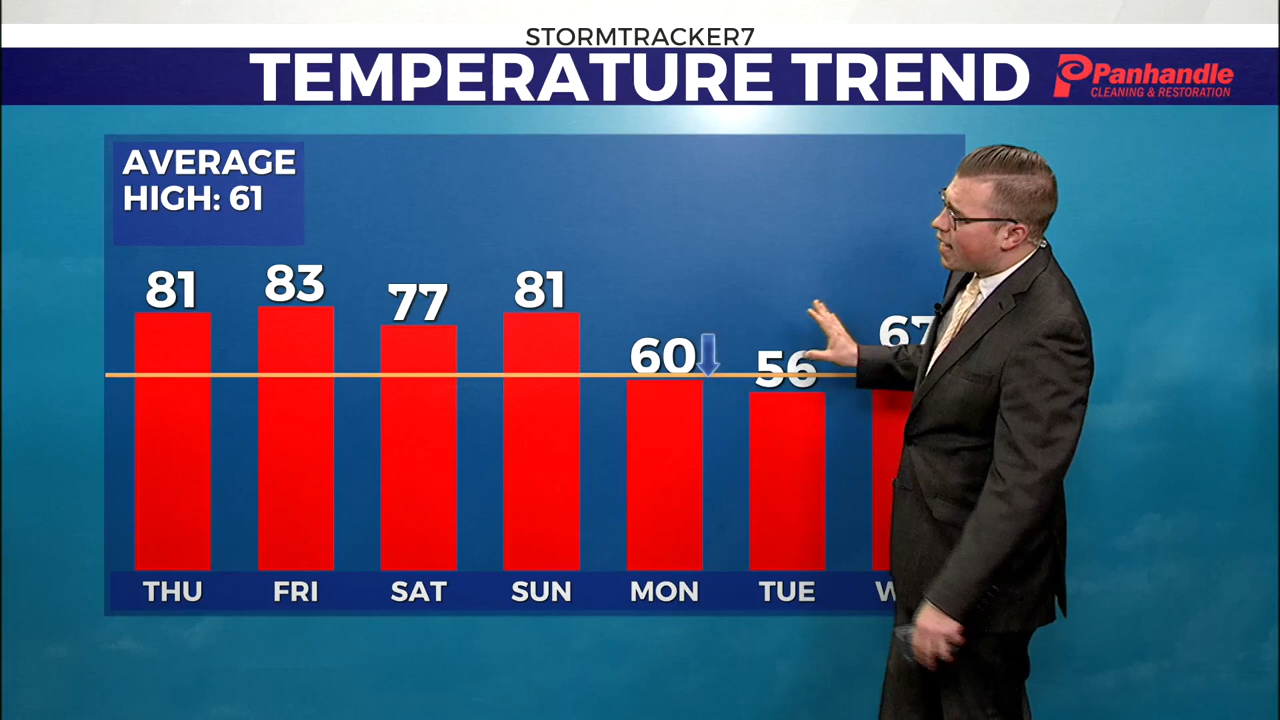 STORMTRACKER7
TEMPERATURE TREND
Panhandle
CLEANING & RESTORATION
AVERAGE
HIGH: 61
81 83 77 81 60 56 67
THU FRI SAT SUN MON TUE